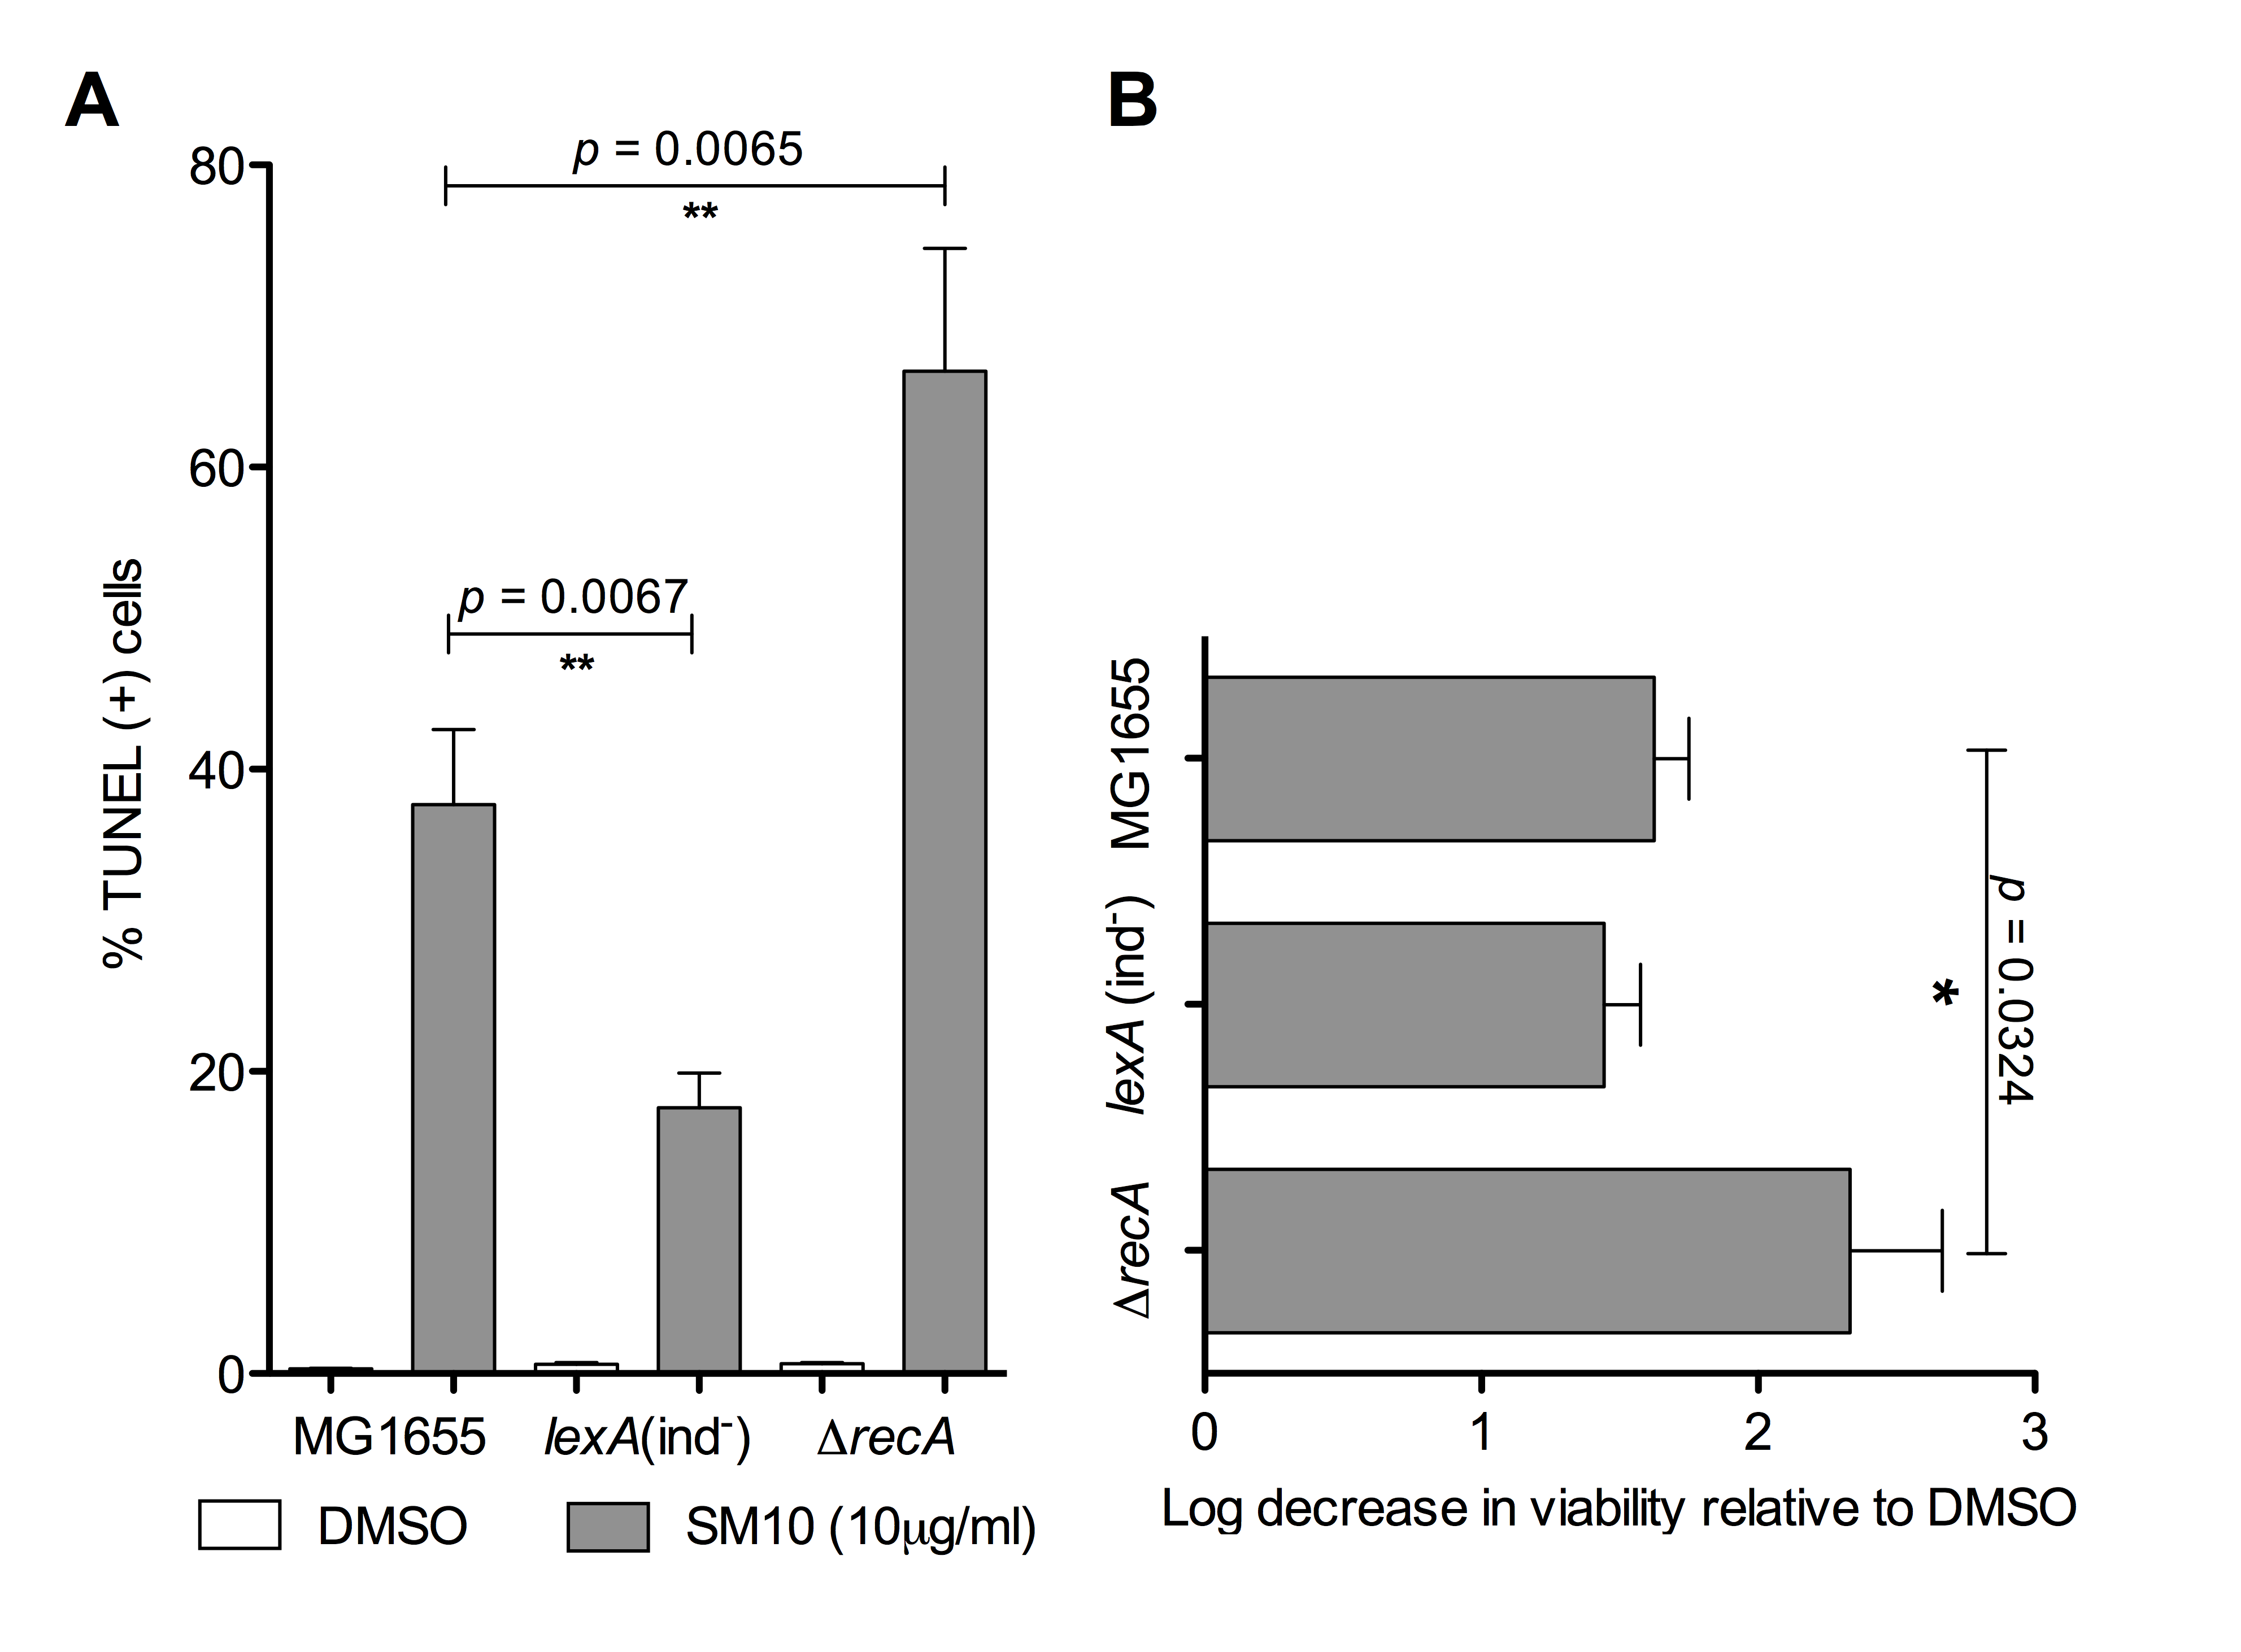 A
80
60
40
20
0
% TUNEL (+) cells
p = 0.0065
**
p = 0.0067
**
MG1655
lexA(ind-)
ΔrecA
DMSO
SM10 (10μg/ml)
B
MG1655
lexA (ind-)
ΔrecA
*
p = 0.0324
0
1
2
3
Log decrease in viability relative to DMSO